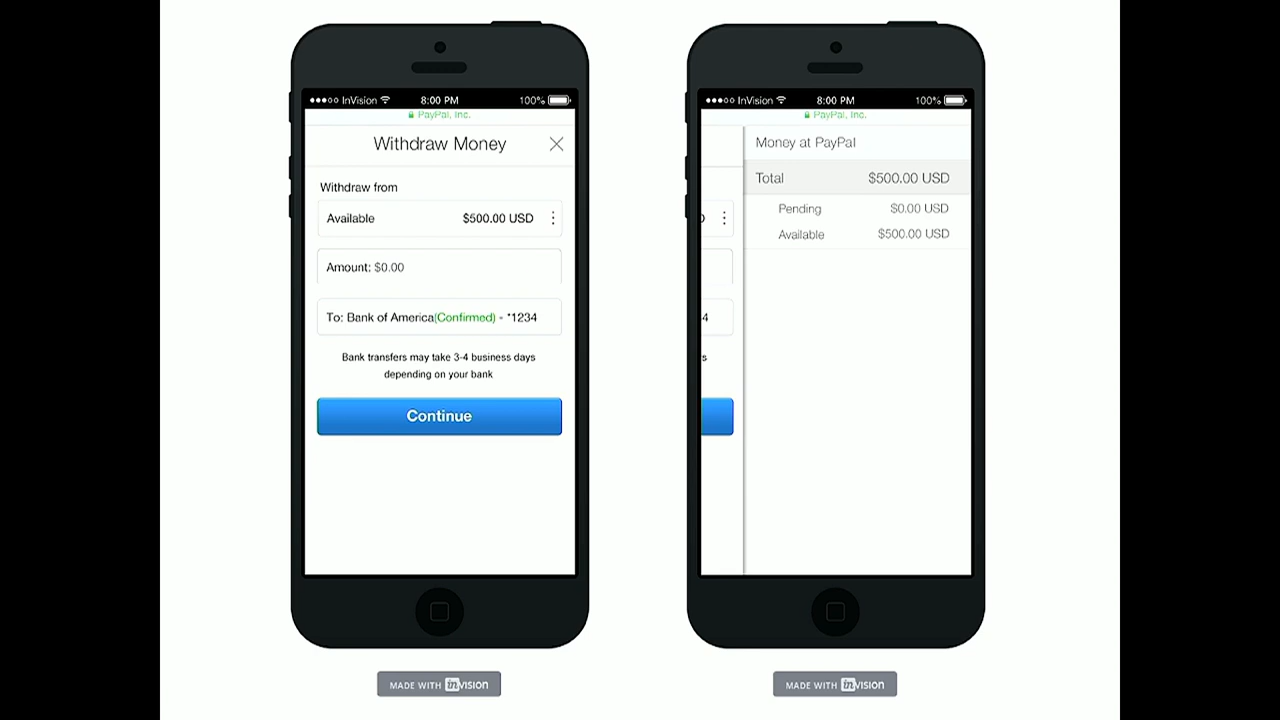 ●●●○○ InVision 8:00 PM 100%
PayPal, Inc.
Withdraw Money
Withdraw from
Available $500.00 USD
Amount: $0.00
To: Bank of America(Confirmed) - *1234
Bank transfers may take 3-4 business days
depending on your bank
Continue
MADE WITH inVISION
●●●○○ InVision 8:00 PM 100%
PayPal, Inc.
Money at PayPal
Total $500.00 USD
Pending $0.00 USD
Available $500.00 USD
4
s
MADE WITH inVISION